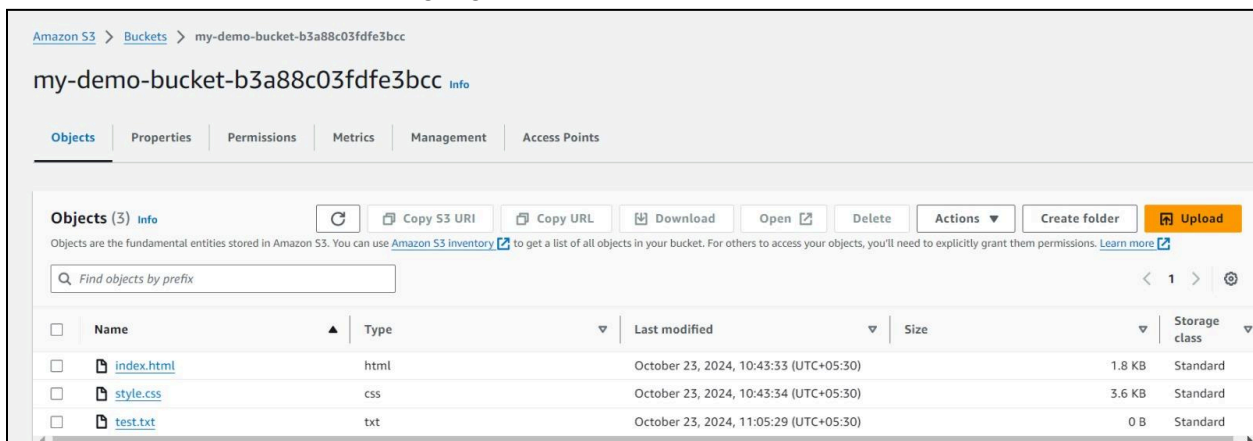 Amazon S3 > Buckets > my-demo-bucket-b3a88c03fdfe3bcc
my-demo-bucket-b3a88c03fdfe3bcc Info
Objects Properties Permissions Metrics Management Access Points
Objects (3) Info Copy S3 URI Copy URL Download Open Delete Actions Create folder Upload
Objects are the fundamental entities stored in Amazon S3. You can use Amazon S3 inventory to get a list of all objects in your bucket. For others to access your objects, you'll need to explicitly grant them permissions. Learn more
Find objects by prefix < 1 >
Name Type Last modified Size Storage class
index.html html October 23, 2024, 10:43:33 (UTC+05:30) 1.8 KB Standard
style.css css October 23, 2024, 10:43:34 (UTC+05:30) 3.6 KB Standard
test.txt txt October 23, 2024, 11:05:29 (UTC+05:30) 0 B Standard